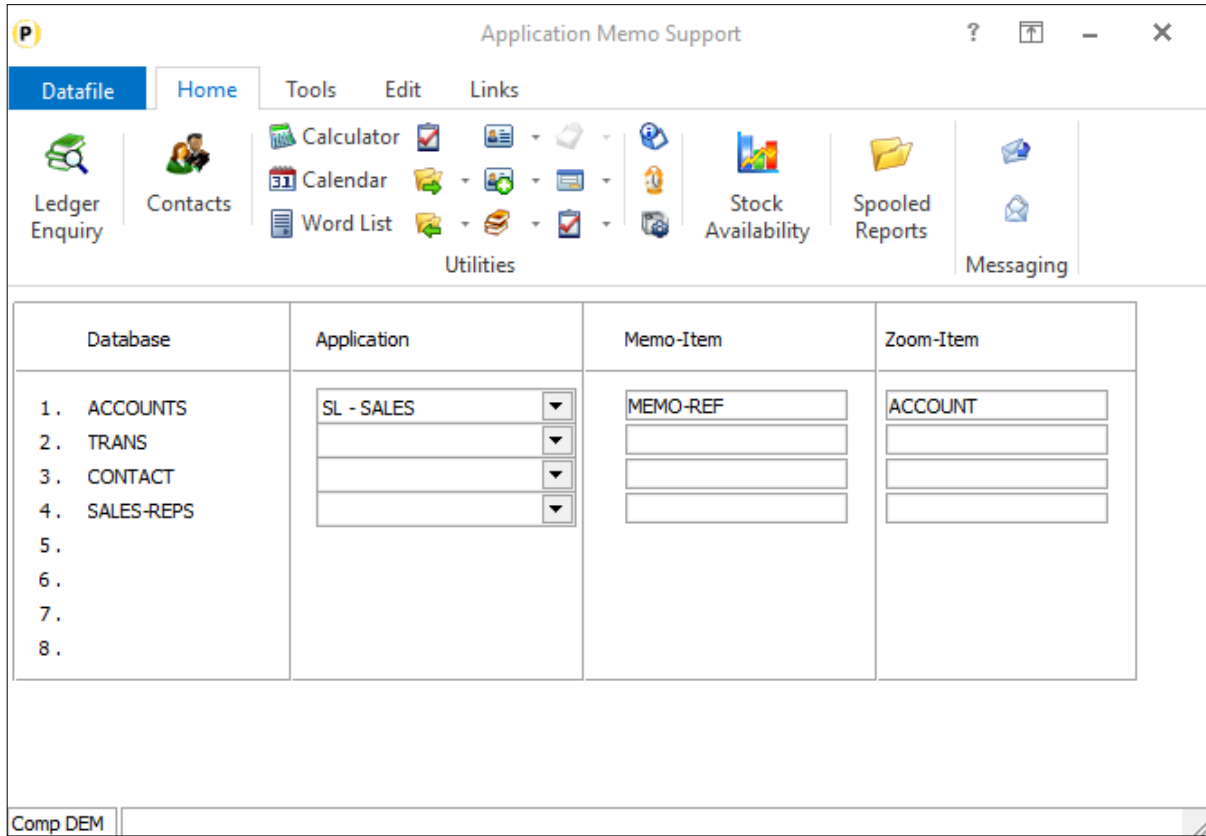 P Application Memo Support ?
Datafile Home Tools Edit Links
Calculator
31 Calendar
Word List
Ledger
Enquiry
Contacts
Stock
Availability
Spooled
Reports
Utilities
Messaging
Database Application Memo-Item Zoom-Item
1. ACCOUNTS SL - SALES MEMO-REF ACCOUNT
2. TRANS
3. CONTACT
4. SALES-REPS
5.
6.
7.
8.
Comp DEM